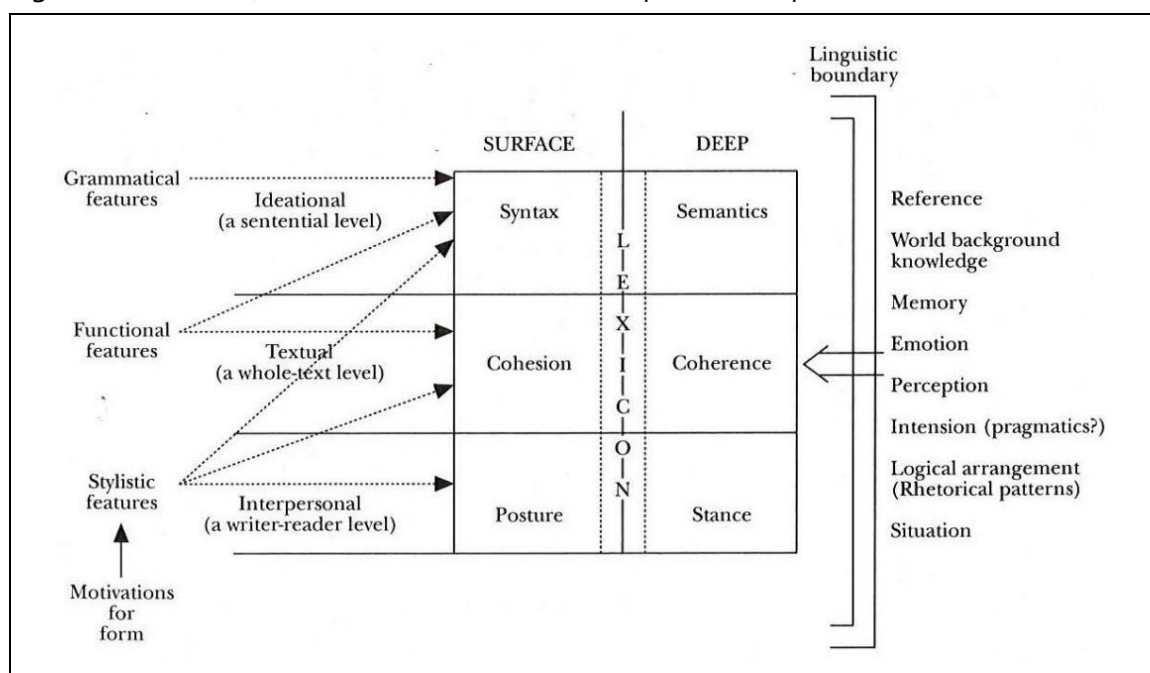 Linguistic
boundary
SURFACE
DEEP
Grammatical
features
Ideational
(a sentential level)
Syntax
Semantics
Functional
features
Textual
(a whole-text level)
Cohesion
Coherence
Stylistic
features
Interpersonal
(a writer-reader level)
Posture
Stance
Motivations
for
form
L
E
X
I
C
O
N
Reference
World background
knowledge
Memory
Emotion
Perception
Intension (pragmatics?)
Logical arrangement
(Rhetorical patterns)
Situation